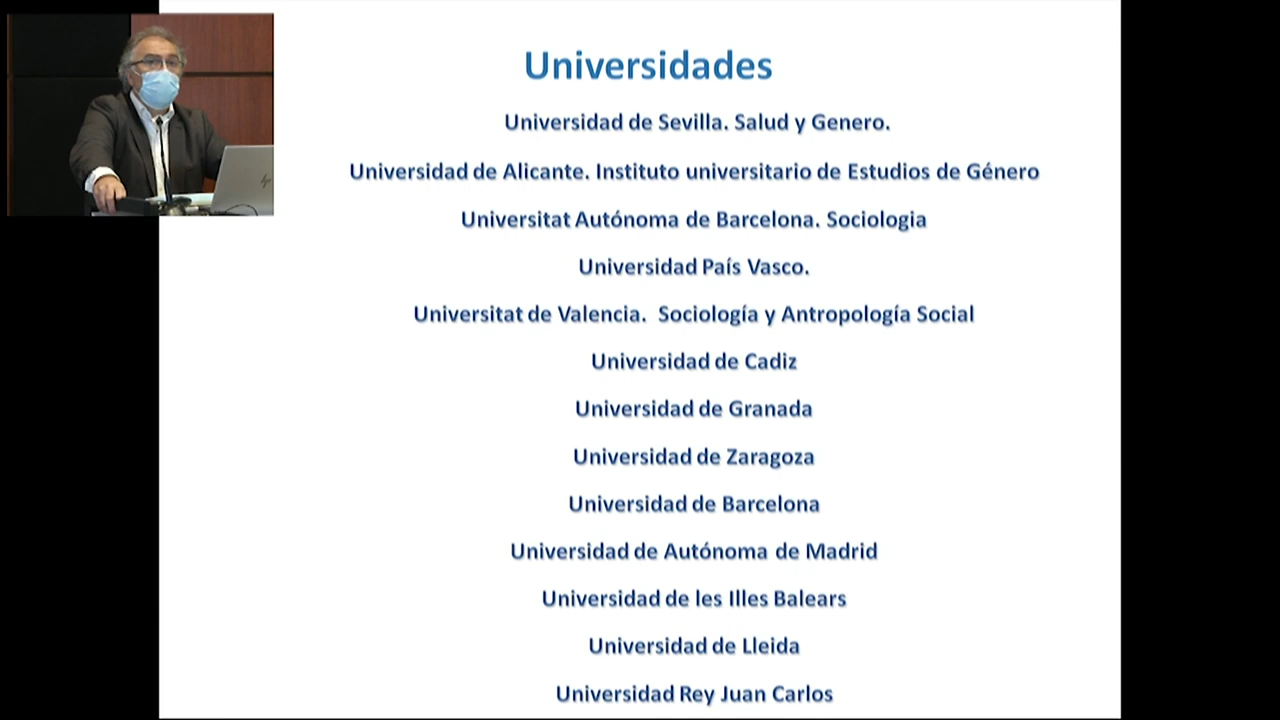 Universidades
Universidad de Sevilla. Salud y Genero.
Universidad de Alicante. Instituto universitario de Estudios de Género
Universitat Autónoma de Barcelona. Sociologia
Universidad País Vasco.
Universitat de Valencia. Sociología y Antropología Social
Universidad de Cadiz
Universidad de Granada
Universidad de Zaragoza
Universidad de Barcelona
Universidad de Autónoma de Madrid
Universidad de les Illes Balears
Universidad de Lleida
Universidad Rey Juan Carlos